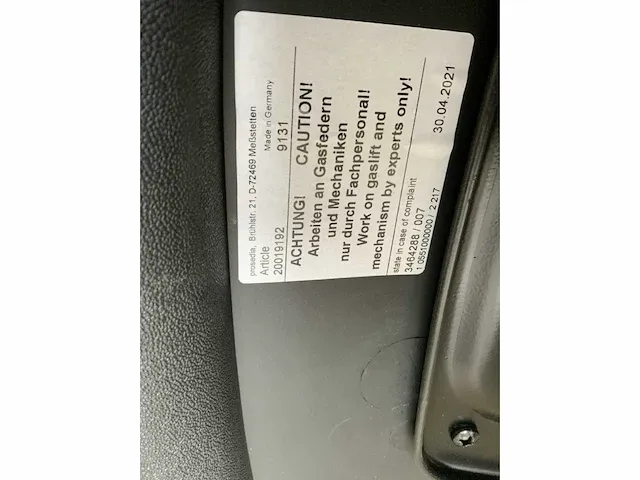 prosedia, Brühlstr. 21, D-72469 Meßstetten
Article Made in Germany
20019192 9131
ACHTUNG! CAUTION!
Arbeiten an Gasfedern
und Mechaniken
nur durch Fachpersonal!
Work on gaslift and
mechanism by experts only!
state in case of complaint
3464288 / 007 30.04.2021
1.0551000000 / 2.217